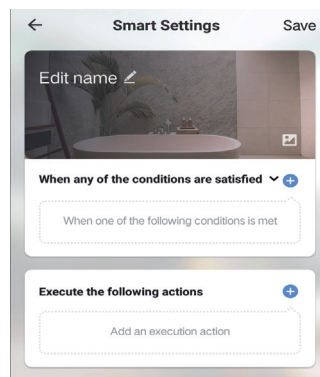 Smart Settings
Save
Edit name
When any of the conditions are satisfied
When one of the following conditions is met
Execute the following actions
Add an execution action